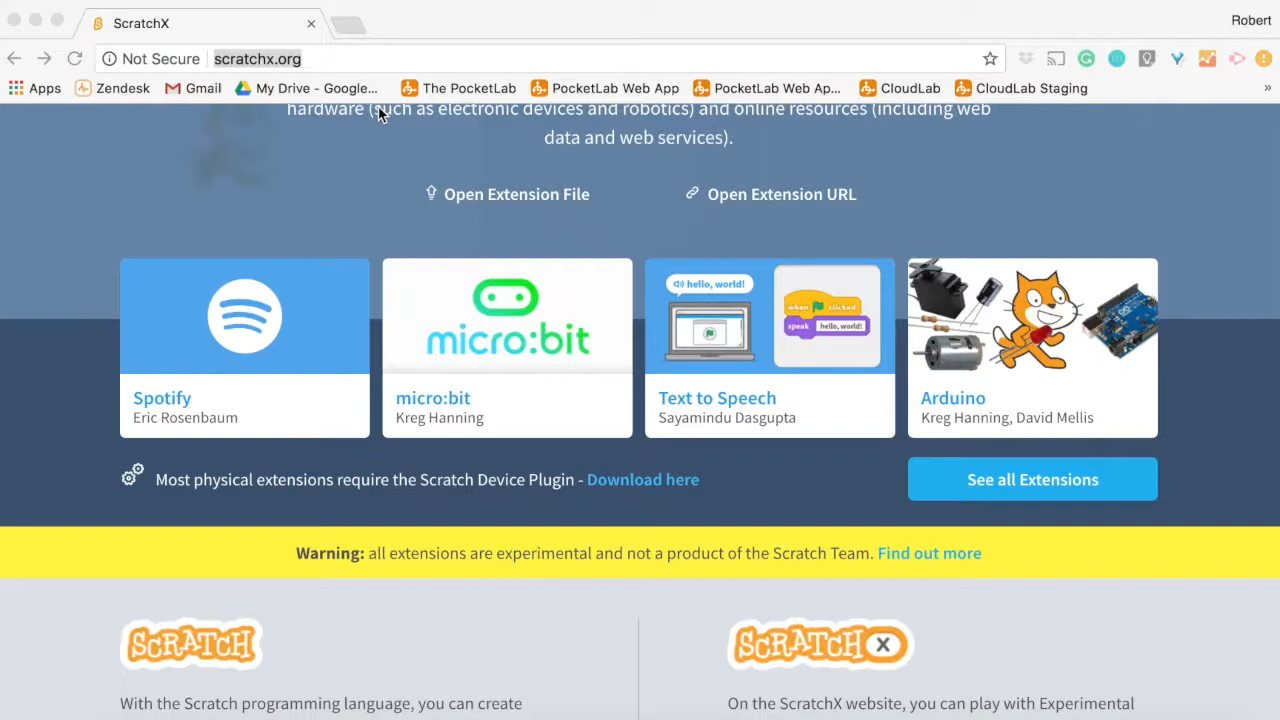 ScratchX
Robert
Not Secure
scratchx.org
Apps
Zendesk
Gmail
My Drive - Google...
The PocketLab
PocketLab Web App
PocketLab Web Ap...
CloudLab
CloudLab Staging
»
hardware (such as electronic devices and robotics) and online resources (including web
data and web services).
Open Extension File
Open Extension URL
micro:bit
hello, world!
when clicked
speak hello, world!
Spotify
Eric Rosenbaum
micro:bit
Kreg Hanning
Text to Speech
Sayamindu Dasgupta
Arduino
Kreg Hanning, David Mellis
Most physical extensions require the Scratch Device Plugin - Download here
See all Extensions
Warning: all extensions are experimental and not a product of the Scratch Team. Find out more
SCRATCH
SCRATCH X
With the Scratch programming language, you can create
On the ScratchX website, you can play with Experimental